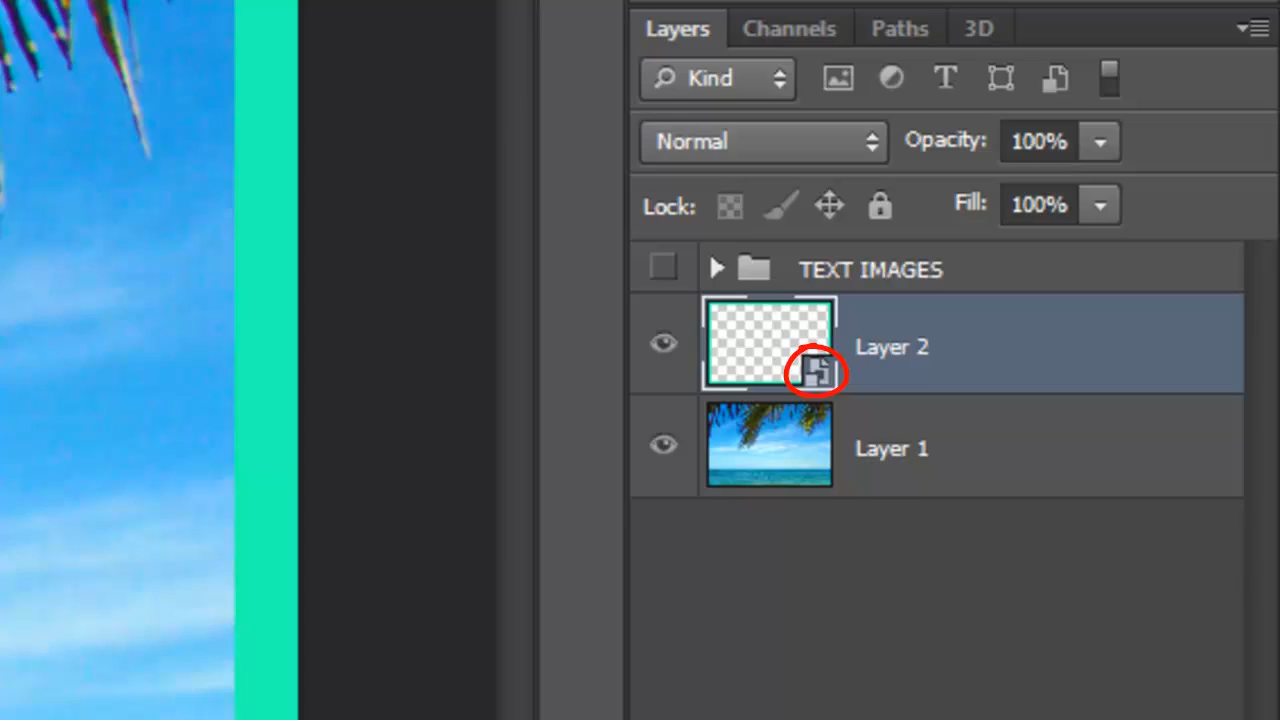 Layers Channels Paths 3D
Kind T
Normal Opacity: 100%
Lock: Fill: 100%
TEXT IMAGES
Layer 2
Layer 1